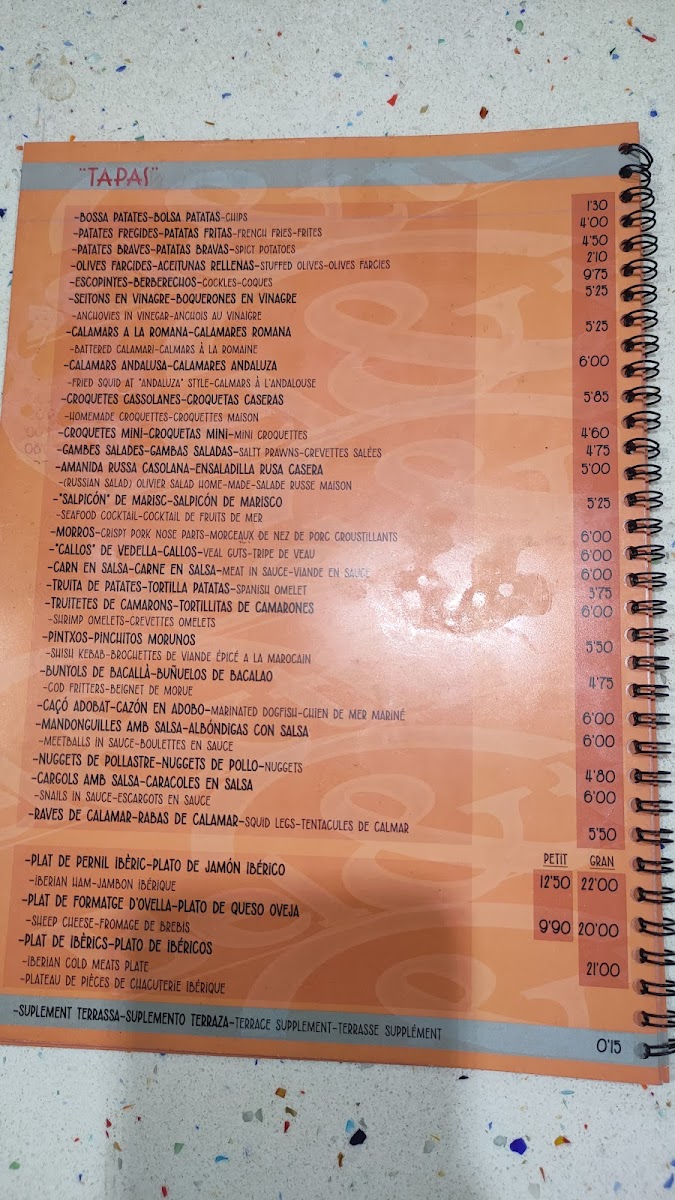 "TAPAS"
-BOSSA PATATES-BOLSA PATATAS-CHIPS 1'30
-PATATES FREGIDES-PATATAS FRITAS-FRENCH FRIES-FRITES 4'00
-PATATES BRAVES-PATATAS BRAVAS-SPICY POTATOES 4'50
-OLIVES FARCIDES-ACEITUNAS RELLENAS-STUFFED OLIVES-OLIVES FARCIES 2'10
-ESCOPINTES-BERBERECHOS-COCKLES-COQUES 9'75
-SEITONS EN VINAGRE-BOQUERONES EN VINAGRE 5'25
-ANCHOVIES IN VINEGAR-ANCHOIS AU VINAIGRE
-CALAMARS A LA ROMANA-CALAMARES ROMANA 5'25
-BATTERED CALAMARI-CALMARS À LA ROMAINE
-CALAMARS ANDALUSA-CALAMARES ANDALUZA 6'00
-FRIED SQUID AT "ANDALUZA" STYLE-CALMARS À L'ANDALOUSE
-CROQUETES CASSOLANES-CROQUETAS CASERAS 5'85
-HOMEMADE CROQUETTES-CROQUETTES MAISON
-CROQUETES MINI-CROQUETAS MINI-MINI CROQUETTES 4'60
-GAMBES SALADES-GAMBAS SALADAS-SALTY PRAWNS-CREVETTES SALÉES 4'75
-AMANIDA RUSSA CASOLANA-ENSALADILLA RUSA CASERA 5'00
-(RUSSIAN SALAD) OLIVIER SALAD HOME-MADE-SALADE RUSSE MAISON
-"SALPICÓN" DE MARISC-SALPICÓN DE MARISCO 5'25
-SEAFOOD COCKTAIL-COCKTAIL DE FRUITS DE MER
-MORROS-CRISPY PORK NOSE PARTS-MORCEAUX DE NEZ DE PORC CROUSTILLANTS 6'00
-"CALLOS" DE VEDELLA-CALLOS-VEAL GUTS-TRIPE DE VEAU 6'00
-CARN EN SALSA-CARNE EN SALSA-MEAT IN SAUCE-VIANDE EN SAUCE 6'00
-TRUITA DE PATATES-TORTILLA PATATAS-SPANISH OMELET 3'75
-TRUITETES DE CAMARONS-TORTILLITAS DE CAMARONES 6'00
-SHRIMP OMELETS-CREVETTES OMELETS
-PINTXOS-PINCHITOS MORUNOS 5'50
-SHISH KEBAB-BROCHETTES DE VIANDE ÉPICÉ A LA MAROCAIN
-BUNYOLS DE BACALLÀ-BUÑUELOS DE BACALAO 4'75
-COD FRITTERS-BEIGNET DE MORUE
-CAÇÓ ADOBAT-CAZÓN EN ADOBO-MARINATED DOGFISH-CHIEN DE MER MARINÉ 6'00
-MANDONGUILLES AMB SALSA-ALBÓNDIGAS CON SALSA 6'00
-MEETBALLS IN SAUCE-BOULETTES EN SAUCE
-NUGGETS DE POLLASTRE-NUGGETS DE POLLO-NUGGETS 4'80
-CARGOLS AMB SALSA-CARACOLES EN SALSA 6'00
-SNAILS IN SAUCE-ESCARGOTS EN SAUCE
-RAVES DE CALAMAR-RABAS DE CALAMAR-SQUID LEGS-TENTACULES DE CALMAR 5'50
PETIT GRAN
-PLAT DE PERNIL IBÈRIC-PLATO DE JAMÓN IBÉRICO 12'50 22'00
-IBERIAN HAM-JAMBON IBÉRIQUE
-PLAT DE FORMATGE D'OVELLA-PLATO DE QUESO OVEJA 9'90 20'00
-SHEEP CHEESE-FROMAGE DE BREBIS
-PLAT DE IBÈRICS-PLATO DE IBÉRICOS 21'00
-IBERIAN COLD MEATS PLATE
-PLATEAU DE PIÈCES DE CHACUTERIE IBÉRIQUE
-SUPLEMENT TERRASSA-SUPLEMENTO TERRAZA-TERRACE SUPPLEMENT-TERRASSE SUPPLÉMENT 0'15